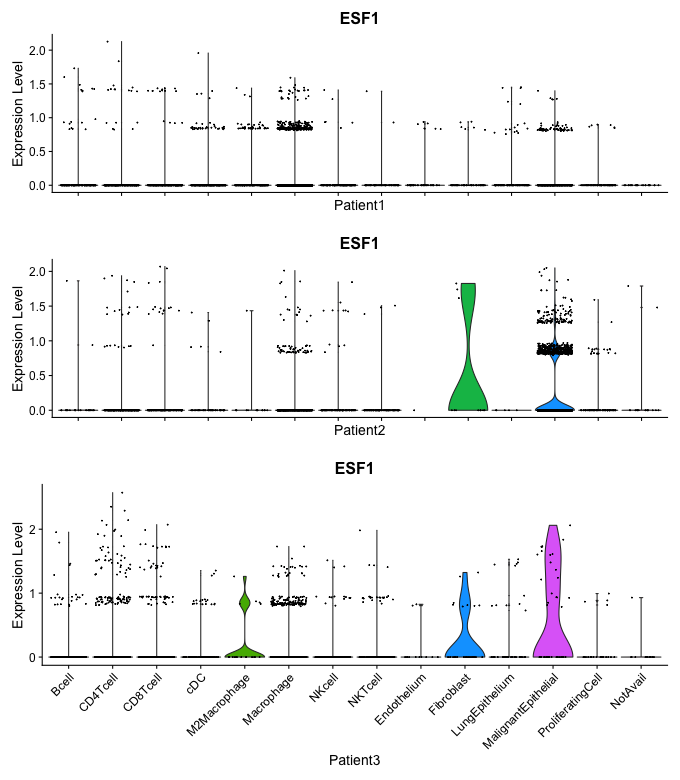 ESF1
Expression Level
2.0
1.5
1.0
0.5
0.0
Patient1
ESF1
Expression Level
2.0
1.5
1.0
0.5
0.0
Patient2
ESF1
Expression Level
2
1
0
Bcell
CD4Tcell
CD8Tcell
cDC
M2Macrophage
Macrophage
NKcell
NKTcell
Endothelium
Fibroblast
LungEpithelium
MalignantEpithelial
ProliferatingCell
NotAvail
Patient3